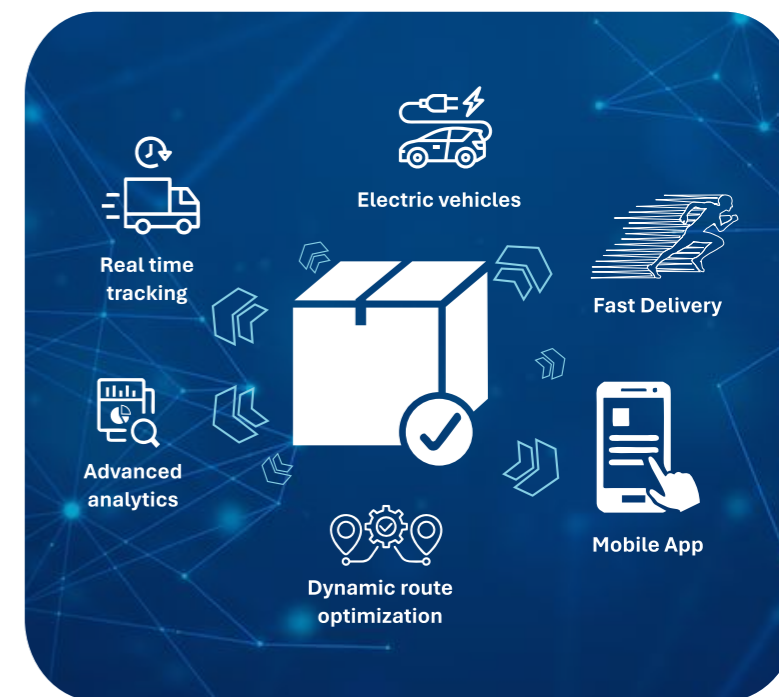 Electric vehicles
Real time
tracking
Fast Delivery
Advanced
analytics
Mobile App
Dynamic route
optimization